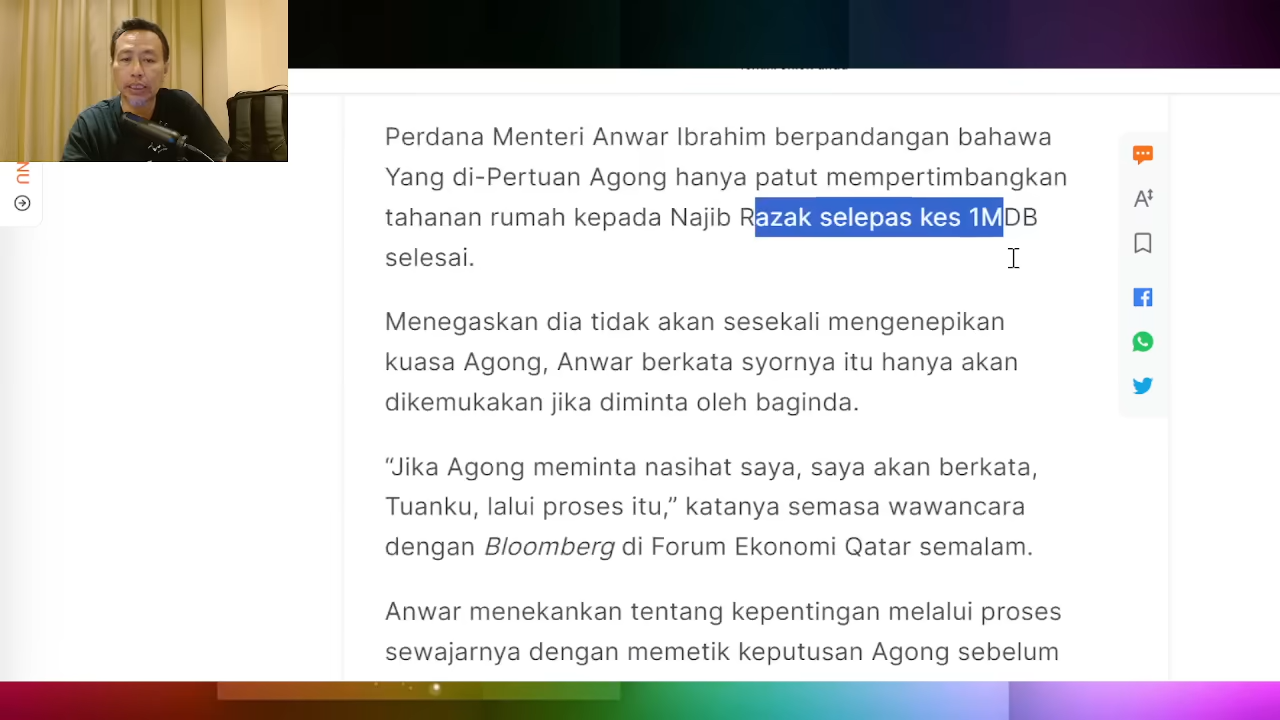 Perdana Menteri Anwar Ibrahim berpandangan bahawa
Yang di-Pertuan Agong hanya patut mempertimbangkan
tahanan rumah kepada Najib Razak selepas kes 1MDB
selesai.
Menegaskan dia tidak akan sesekali mengenepikan
kuasa Agong, Anwar berkata syornya itu hanya akan
dikemukakan jika diminta oleh baginda.
“Jika Agong meminta nasihat saya, saya akan berkata,
Tuanku, lalui proses itu,” katanya semasa wawancara
dengan Bloomberg di Forum Ekonomi Qatar semalam.
Anwar menekankan tentang kepentingan melalui proses
sewajarnya dengan memetik keputusan Agong sebelum
NU
A